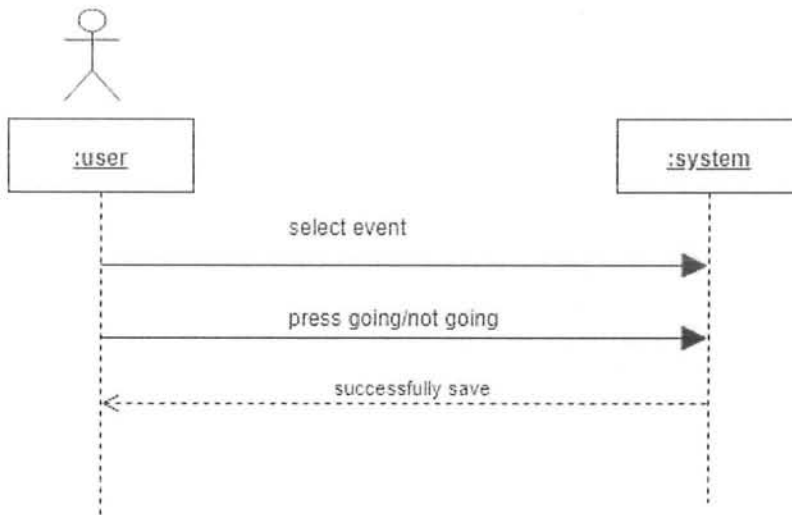 :user
:system
select event
press going/not going
successfully save